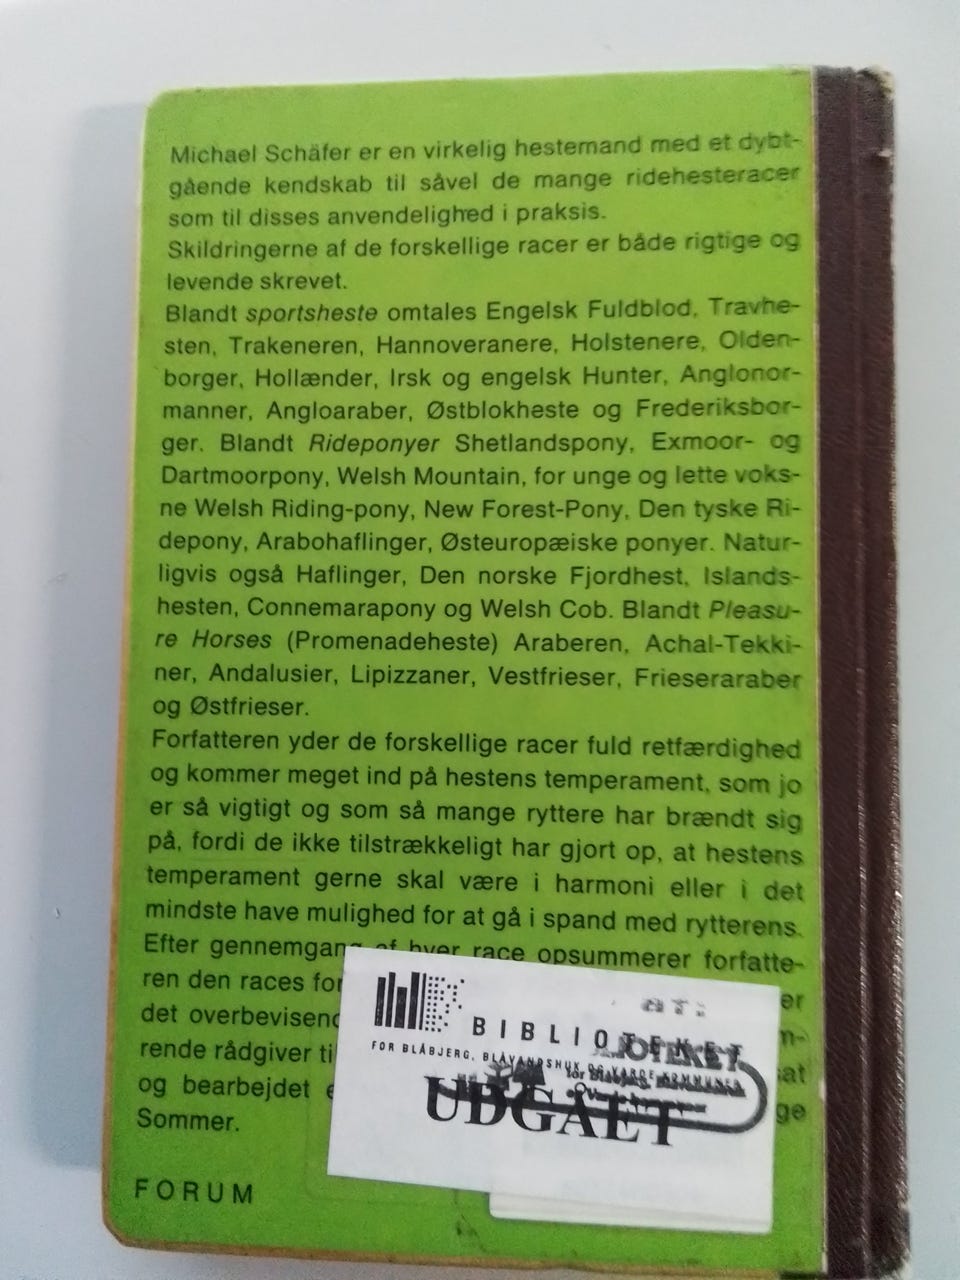 Michael Schäfer er en virkelig hestemand med et dybt-
gående kendskab til såvel de mange ridehesteracer
som til disses anvendelighed i praksis.
Skildringerne af de forskellige racer er både rigtige og
levende skrevet.
Blandt sportsheste omtales Engelsk Fuldblod, Travhe-
sten, Trakeneren, Hannoveranere, Holstenere, Olden-
borger, Hollænder, Irsk og engelsk Hunter, Anglonor-
manner, Angloaraber, Østblokheste og Frederiksbor-
ger. Blandt Rideponyer Shetlandspony, Exmoor- og
Dartmoorpony, Welsh Mountain, for unge og lette voks-
ne Welsh Riding-pony, New Forest-Pony, Den tyske Ri-
depony, Arabohaflinger, Østeuropæiske ponyer. Natur-
ligvis også Haflinger, Den norske Fjordhest, Islands-
hesten, Connemarapony og Welsh Cob. Blandt Pleasu-
re Horses (Promenadeheste) Araberen, Achal-Tekki-
ner, Andalusier, Lipizzaner, Vestfrieser, Frieseraraber
og Østfrieser.
Forfatteren yder de forskellige racer fuld retfærdighed
og kommer meget ind på hestens temperament, som jo
er så vigtigt og som så mange ryttere har brændt sig
på, fordi de ikke tilstrækkeligt har gjort op, at hestens
temperament gerne skal være i harmoni eller i det
mindste have mulighed for at gå i spand med rytterens.
Efter gennemgang af hver race opsummerer forfatte-
ren den races for er
det overbevisend m-
rende rådgiver ti sat
og bearbejdet e ge
Sommer.
BIBLIOTEKET
FOR BLÅBJERG, BLÅVANDSHUK OG VARDE KOMMUNER
UDGÅET
FORUM